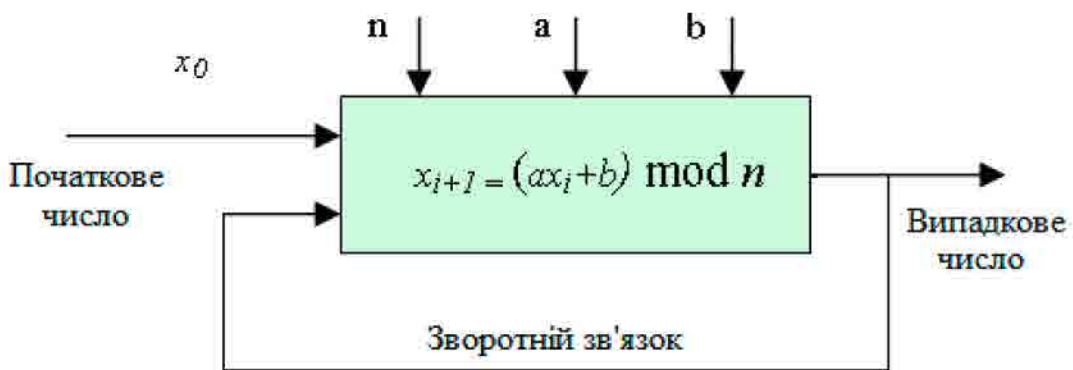 n a b
x0
Початкове
число
xi+1 = (axi+b) mod n
Випадкове
число
Зворотній зв'язок